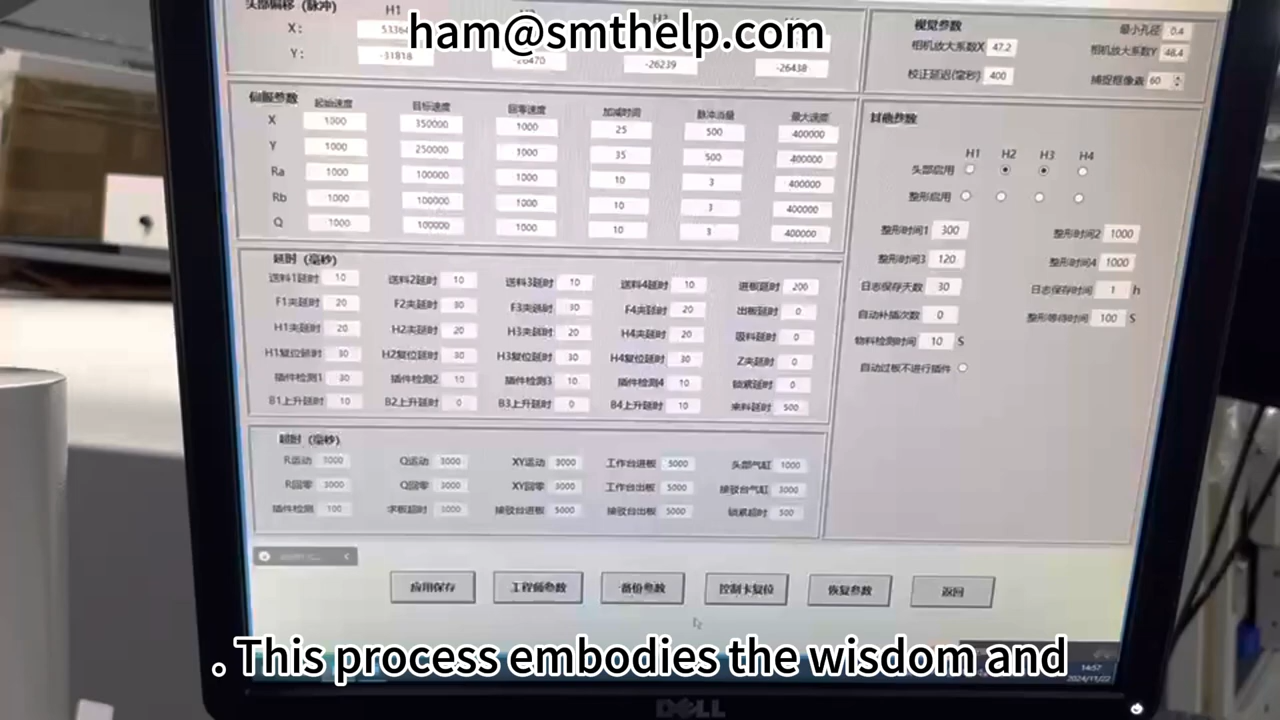 头部偏移 (脉冲) H1
ham@smthelp.com
X:
Y: -31818 -26470 -26239 -26438
视觉参数 最小孔径 0.4
相机放大系数X 47.2 相机放大系数Y 48.4
校正延迟(毫秒) 400 捕捉框像素 60
伺服参数 起始速度 目标速度 回零速度 加减时间 脉冲当量 最大速度
X 1000 350000 1000 25 500 400000
Y 1000 250000 1000 35 500 400000
Ra 1000 100000 1000 10 3 400000
Rb 1000 100000 1000 10 3 400000
Q 1000 100000 1000 10 3 400000
其他参数
H1 H2 H3 H4
头部启用
整形启用
整形时间1 300 整形时间2 1000
整形时间3 120 整形时间4 1000
日志保存天数 30 日志保存时间 1 h
自动补插次数 0 整形等待时间 100 S
物料检测时间 10 S
自动过板不进行插件
延时 (毫秒)
送料1延时 10 送料2延时 10 送料3延时 10 送料4延时 10 进板延时 200
F1夹延时 20 F2夹延时 30 F3夹延时 30 F4夹延时 20 出板延时 0
H1夹延时 20 H2夹延时 20 H3夹延时 20 H4夹延时 20 吸料延时 0
H1复位延时 30 H2复位延时 30 H3复位延时 30 H4复位延时 30 Z夹延时 0
插件检测1 30 插件检测2 10 插件检测3 10 插件检测4 10 锁紧延时 0
B1上升延时 10 B2上升延时 0 B3上升延时 0 B4上升延时 10 来料延时 500
超时 (毫秒)
R运动 3000 Q运动 3000 XY运动 3000 工作台进板 5000 头部气缸 1000
R回零 3000 Q回零 3000 XY回零 3000 工作台出板 5000 接驳台气缸 3000
插件检测 100 求板超时 3000 接驳台进板 5000 接驳台出板 5000 锁紧超时 500
应用保存 工程师参数 备份参数 控制卡复位 恢复参数 返回
. This process embodies the wisdom and
14:57
2024/11/22
DELL